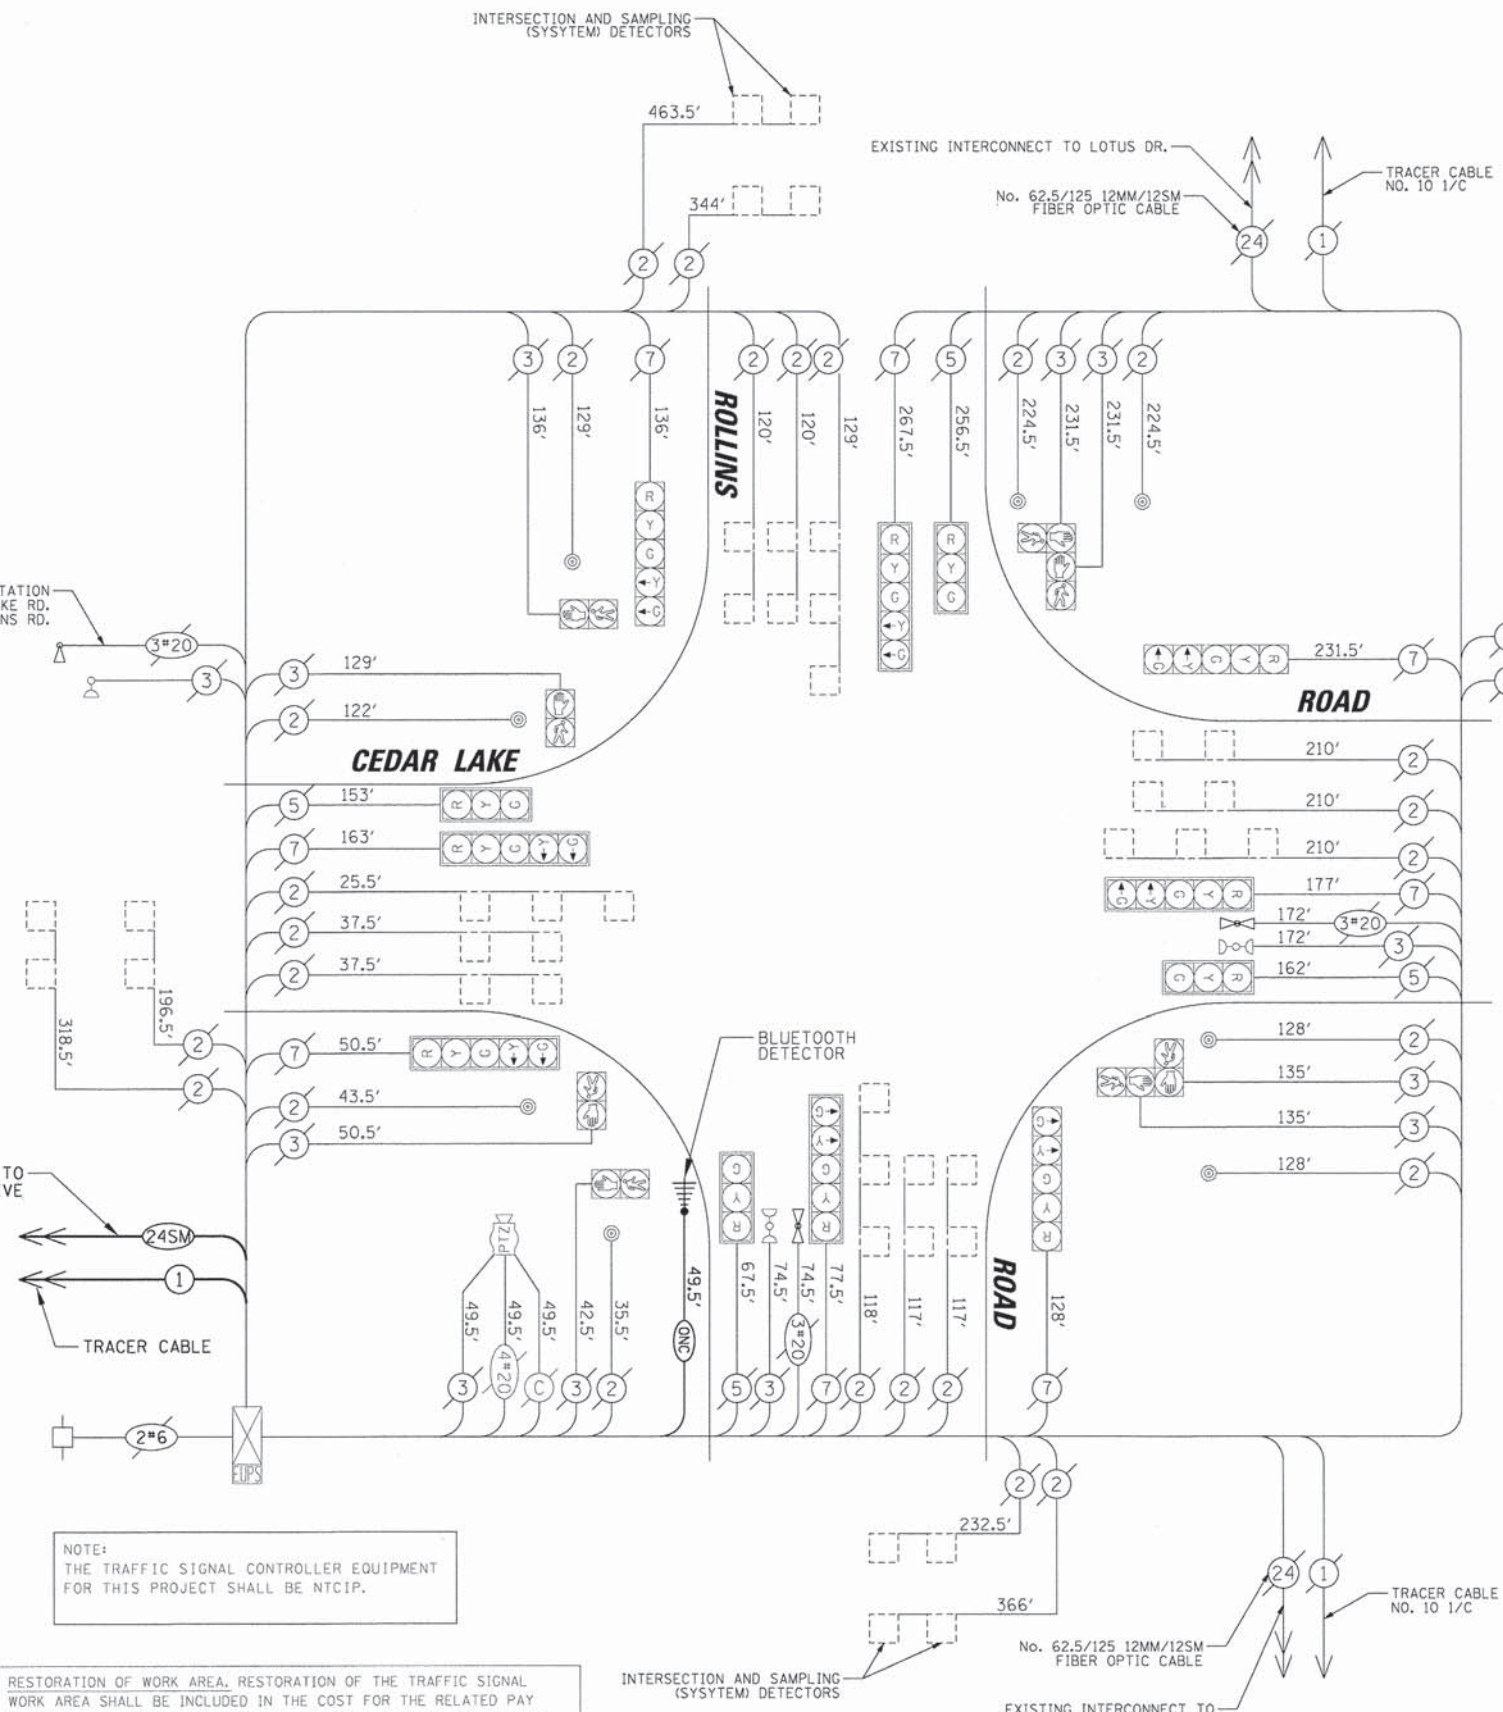 INTERSECTION AND SAMPLING
(SYSYTEM) DETECTORS
463.5'
344'
2
2
EXISTING INTERCONNECT TO LOTUS DR.
No. 62.5/125 12MM/12SM
FIBER OPTIC CABLE
TRACER CABLE
NO. 10 1/C
24
1
3
2
7
2
2
2
7
5
2
3
3
2
136'
129'
136'
120'
120'
129'
267.5'
256.5'
224.5'
231.5'
231.5'
224.5'
ROLLINS
R
Y
G
Y
G
R
Y
G
Y
G
R
Y
G
TATION
KE RD.
NS RD.
3#20
3
3
129'
2
122'
CEDAR LAKE
5
153'
R Y G
7
163'
R Y G Y G
2
25.5'
2
37.5'
2
37.5'
318.5'
196.5'
2
2
7
50.5'
R Y G Y G
2
43.5'
3
50.5'
G Y G Y R
231.5'
7
ROAD
210'
2
210'
2
210'
2
G Y G Y R
177'
7
172'
3#20
172'
3
G Y R
162'
5
128'
2
135'
3
135'
3
128'
2
BLUETOOTH
DETECTOR
TO
EVE
24SM
1
TRACER CABLE
2#6
EUPS
PTZ
49.5'
49.5'
49.5'
42.5'
35.5'
49.5'
67.5'
74.5'
74.5'
77.5'
118'
117'
117'
128'
3
4#20
C
3
2
ONC
5
3
3#20
7
2
2
2
7
G
Y
R
G
Y
G
Y
R
G
Y
G
Y
R
ROAD
2
2
232.5'
366'
24
1
TRACER CABLE
NO. 10 1/C
No. 62.5/125 12MM/12SM
FIBER OPTIC CABLE
INTERSECTION AND SAMPLING
(SYSYTEM) DETECTORS
EXISTING INTERCONNECT TO
NOTE:
THE TRAFFIC SIGNAL CONTROLLER EQUIPMENT
FOR THIS PROJECT SHALL BE NTCIP.
RESTORATION OF WORK AREA. RESTORATION OF THE TRAFFIC SIGNAL
WORK AREA SHALL BE INCLUDED IN THE COST FOR THE RELATED PAY